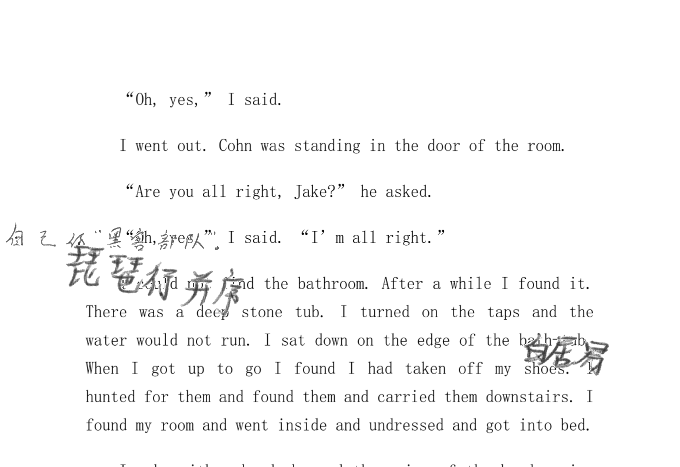 “Oh, yes,” I said.
I went out. Cohn was standing in the door of the room.
“Are you all right, Jake?” he asked.
自己 “黑客部队”。
“Oh, yes,” I said. “I’m all right.”
琵琶行并序
find the bathroom. After a while I found it.
There was a deep stone tub. I turned on the taps and the
water would not run. I sat down on the edge of the bath-tub.
白居易
When I got up to go I found I had taken off my shoes. I
hunted for them and found them and carried them downstairs. I
found my room and went inside and undressed and got into bed.